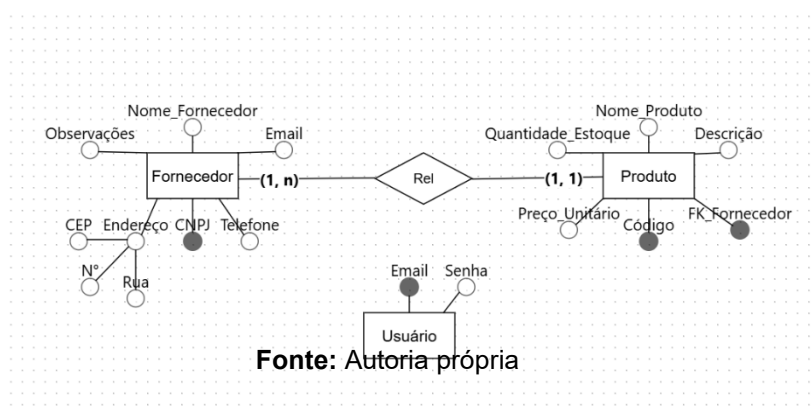 Nome_Fornecedor
Nome_Produto
Observações
Email
Quantidade_Estoque
Descrição
Fornecedor
(1, n)
Rel
(1, 1)
Produto
CEP
Endereço
CNPJ
Telefone
Preço_Unitário
Código
FK_Fornecedor
N°
Rua
Email
Senha
Usuário
Fonte: Autoria própria